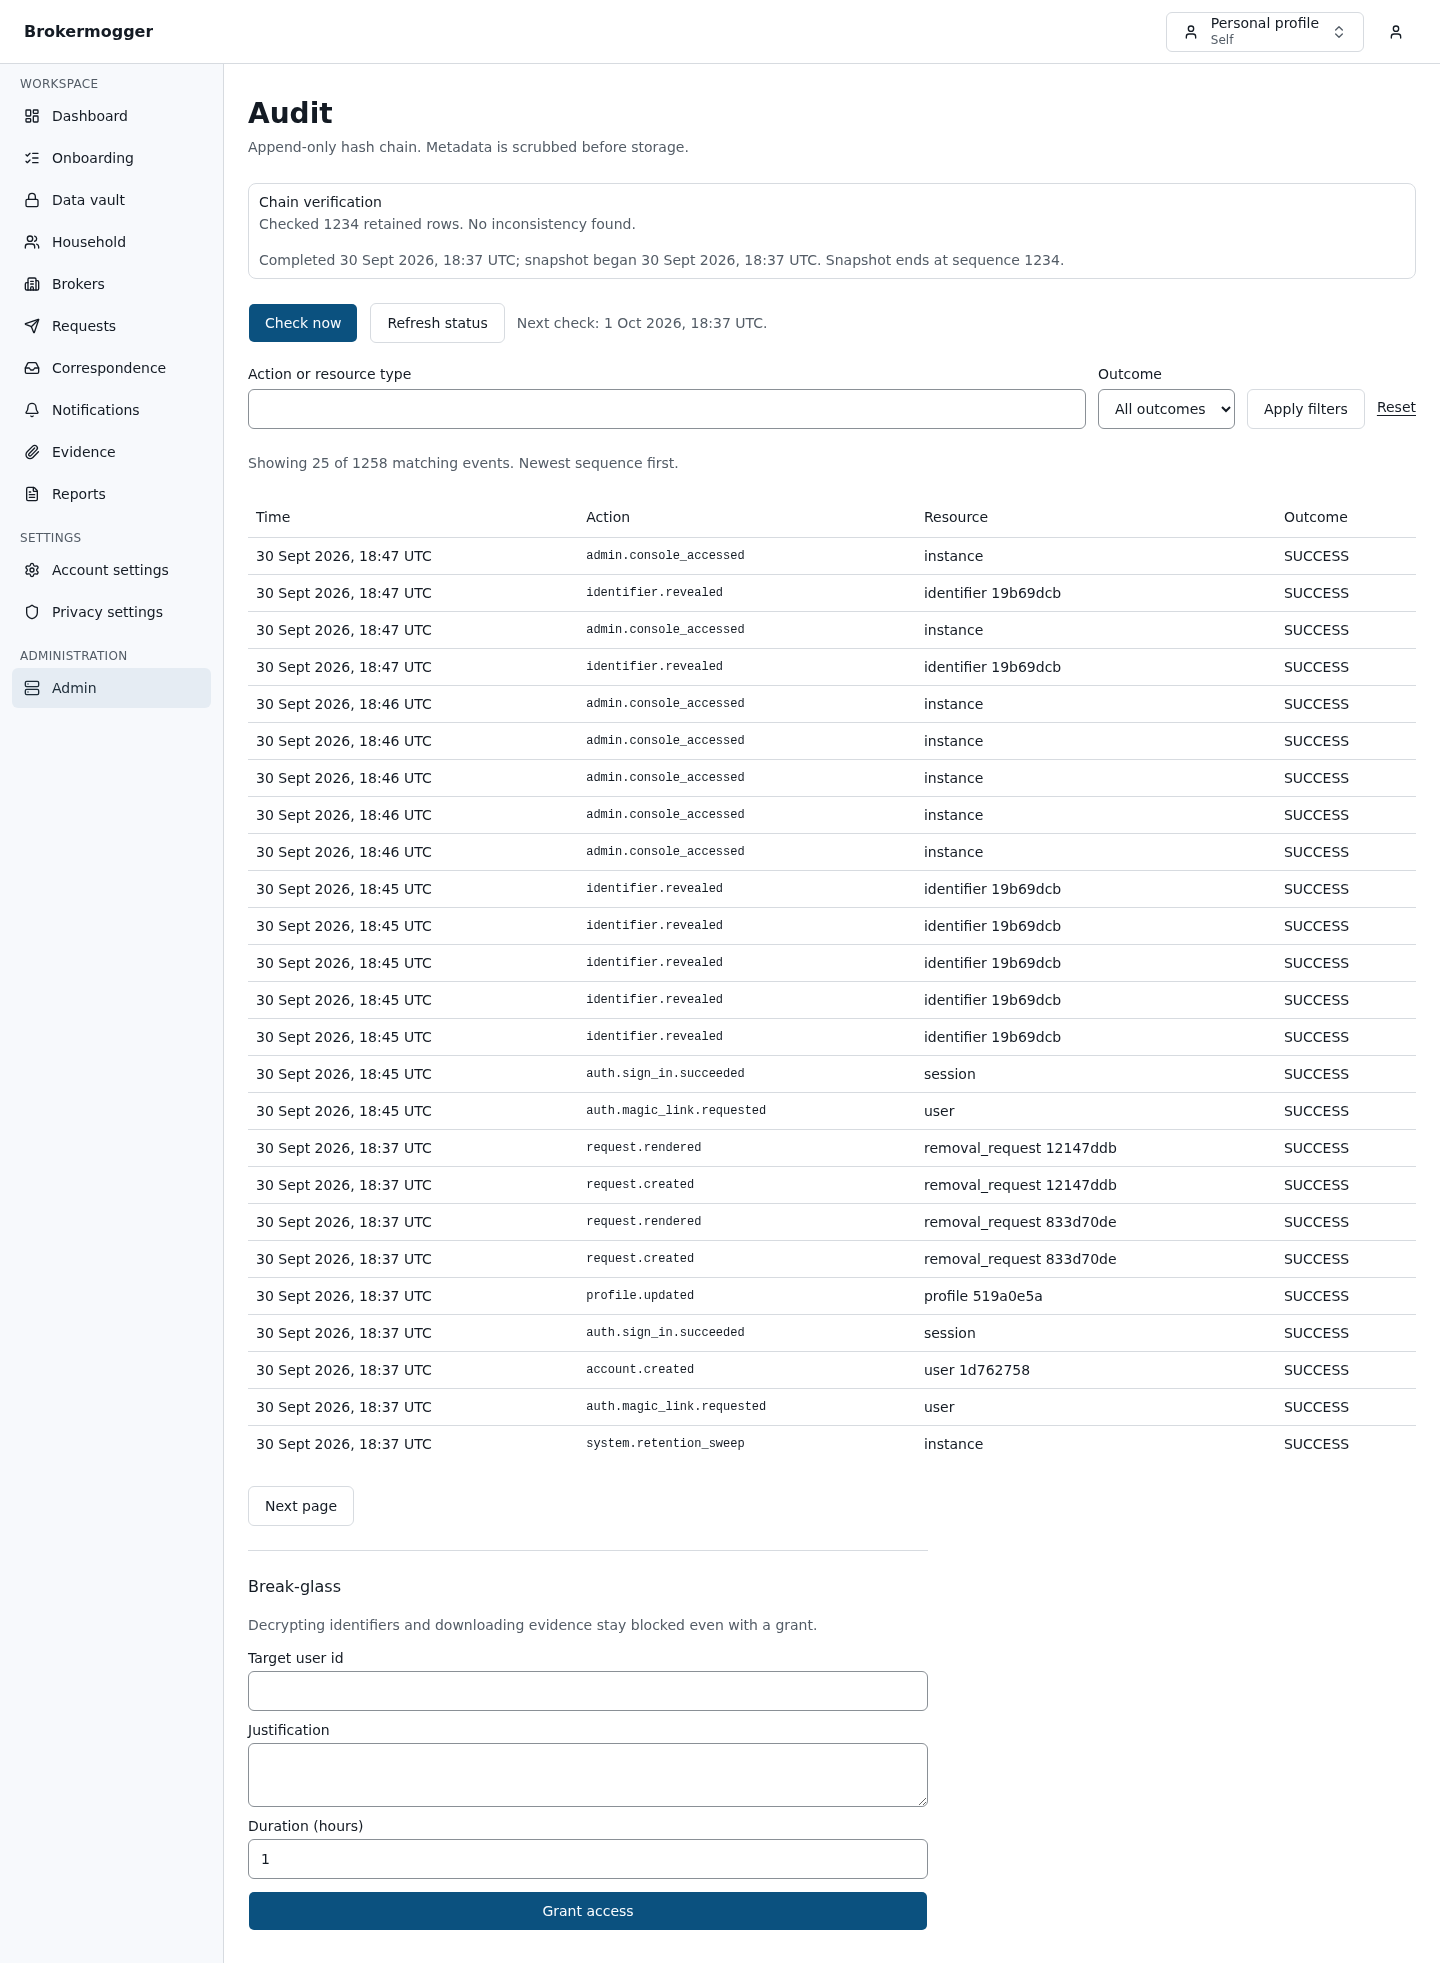 Brokermogger
Personal profile
Self
WORKSPACE
Dashboard
Onboarding
Data vault
Household
Brokers
Requests
Correspondence
Notifications
Evidence
Reports
SETTINGS
Account settings
Privacy settings
ADMINISTRATION
Admin
Audit
Append-only hash chain. Metadata is scrubbed before storage.
Chain verification
Checked 1234 retained rows. No inconsistency found.
Completed 30 Sept 2026, 18:37 UTC; snapshot began 30 Sept 2026, 18:37 UTC. Snapshot ends at sequence 1234.
Check now Refresh status Next check: 1 Oct 2026, 18:37 UTC.
Action or resource type Outcome
All outcomes Apply filters Reset
Showing 25 of 1258 matching events. Newest sequence first.
Time Action Resource Outcome
30 Sept 2026, 18:47 UTC admin.console_accessed instance SUCCESS
30 Sept 2026, 18:47 UTC identifier.revealed identifier 19b69dcb SUCCESS
30 Sept 2026, 18:47 UTC admin.console_accessed instance SUCCESS
30 Sept 2026, 18:47 UTC identifier.revealed identifier 19b69dcb SUCCESS
30 Sept 2026, 18:46 UTC admin.console_accessed instance SUCCESS
30 Sept 2026, 18:46 UTC admin.console_accessed instance SUCCESS
30 Sept 2026, 18:46 UTC admin.console_accessed instance SUCCESS
30 Sept 2026, 18:46 UTC admin.console_accessed instance SUCCESS
30 Sept 2026, 18:46 UTC admin.console_accessed instance SUCCESS
30 Sept 2026, 18:45 UTC identifier.revealed identifier 19b69dcb SUCCESS
30 Sept 2026, 18:45 UTC identifier.revealed identifier 19b69dcb SUCCESS
30 Sept 2026, 18:45 UTC identifier.revealed identifier 19b69dcb SUCCESS
30 Sept 2026, 18:45 UTC identifier.revealed identifier 19b69dcb SUCCESS
30 Sept 2026, 18:45 UTC identifier.revealed identifier 19b69dcb SUCCESS
30 Sept 2026, 18:45 UTC auth.sign_in.succeeded session SUCCESS
30 Sept 2026, 18:45 UTC auth.magic_link.requested user SUCCESS
30 Sept 2026, 18:37 UTC request.rendered removal_request 12147ddb SUCCESS
30 Sept 2026, 18:37 UTC request.created removal_request 12147ddb SUCCESS
30 Sept 2026, 18:37 UTC request.rendered removal_request 833d70de SUCCESS
30 Sept 2026, 18:37 UTC request.created removal_request 833d70de SUCCESS
30 Sept 2026, 18:37 UTC profile.updated profile 519a0e5a SUCCESS
30 Sept 2026, 18:37 UTC auth.sign_in.succeeded session SUCCESS
30 Sept 2026, 18:37 UTC account.created user 1d762758 SUCCESS
30 Sept 2026, 18:37 UTC auth.magic_link.requested user SUCCESS
30 Sept 2026, 18:37 UTC system.retention_sweep instance SUCCESS
Next page
Break-glass
Decrypting identifiers and downloading evidence stay blocked even with a grant.
Target user id
Justification
Duration (hours)
1
Grant access